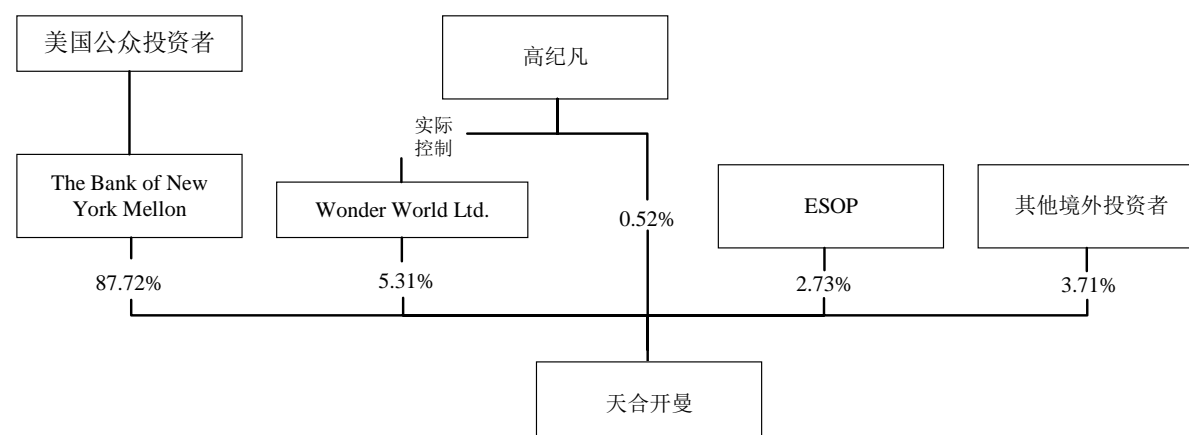 美国公众投资者
高纪凡
实际
控制
The Bank of New
York Mellon
Wonder World Ltd.
0.52%
ESOP
其他境外投资者
87.72%
5.31%
2.73%
3.71%
天合开曼